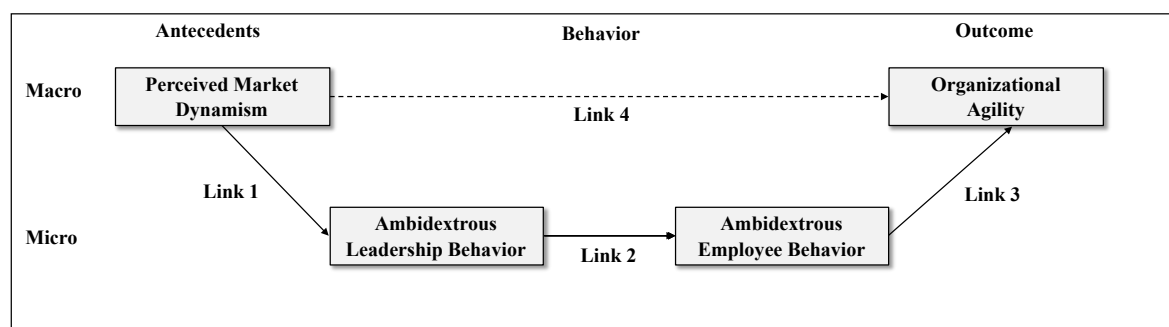 Antecedents
Behavior
Outcome
Macro
Perceived Market
Dynamism
Link 4
Organizational
Agility
Link 1
Link 3
Micro
Ambidextrous
Leadership Behavior
Link 2
Ambidextrous
Employee Behavior